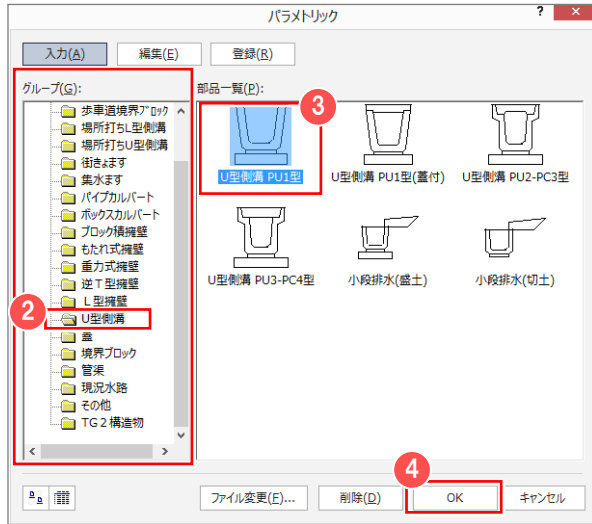 パラメトリック
? ×
入力(A) 編集(E) 登録(R)
グループ(G):
歩車道境界ブロック
場所打ちL型側溝
場所打ちU型側溝
街きょます
集水ます
パイプカルバート
ボックスカルバート
ブロック積擁壁
もたれ式擁壁
重力式擁壁
逆T型擁壁
L型擁壁
2
U型側溝
蓋
境界ブロック
管渠
現況水路
その他
TG2構造物
部品一覧(P):
3
U型側溝 PU1型 U型側溝 PU1型(蓋付) U型側溝 PU2-PC3型
U型側溝 PU3-PC4型 小段排水(盛土) 小段排水(切土)
4
ファイル変更(F)... 削除(D) OK キャンセル